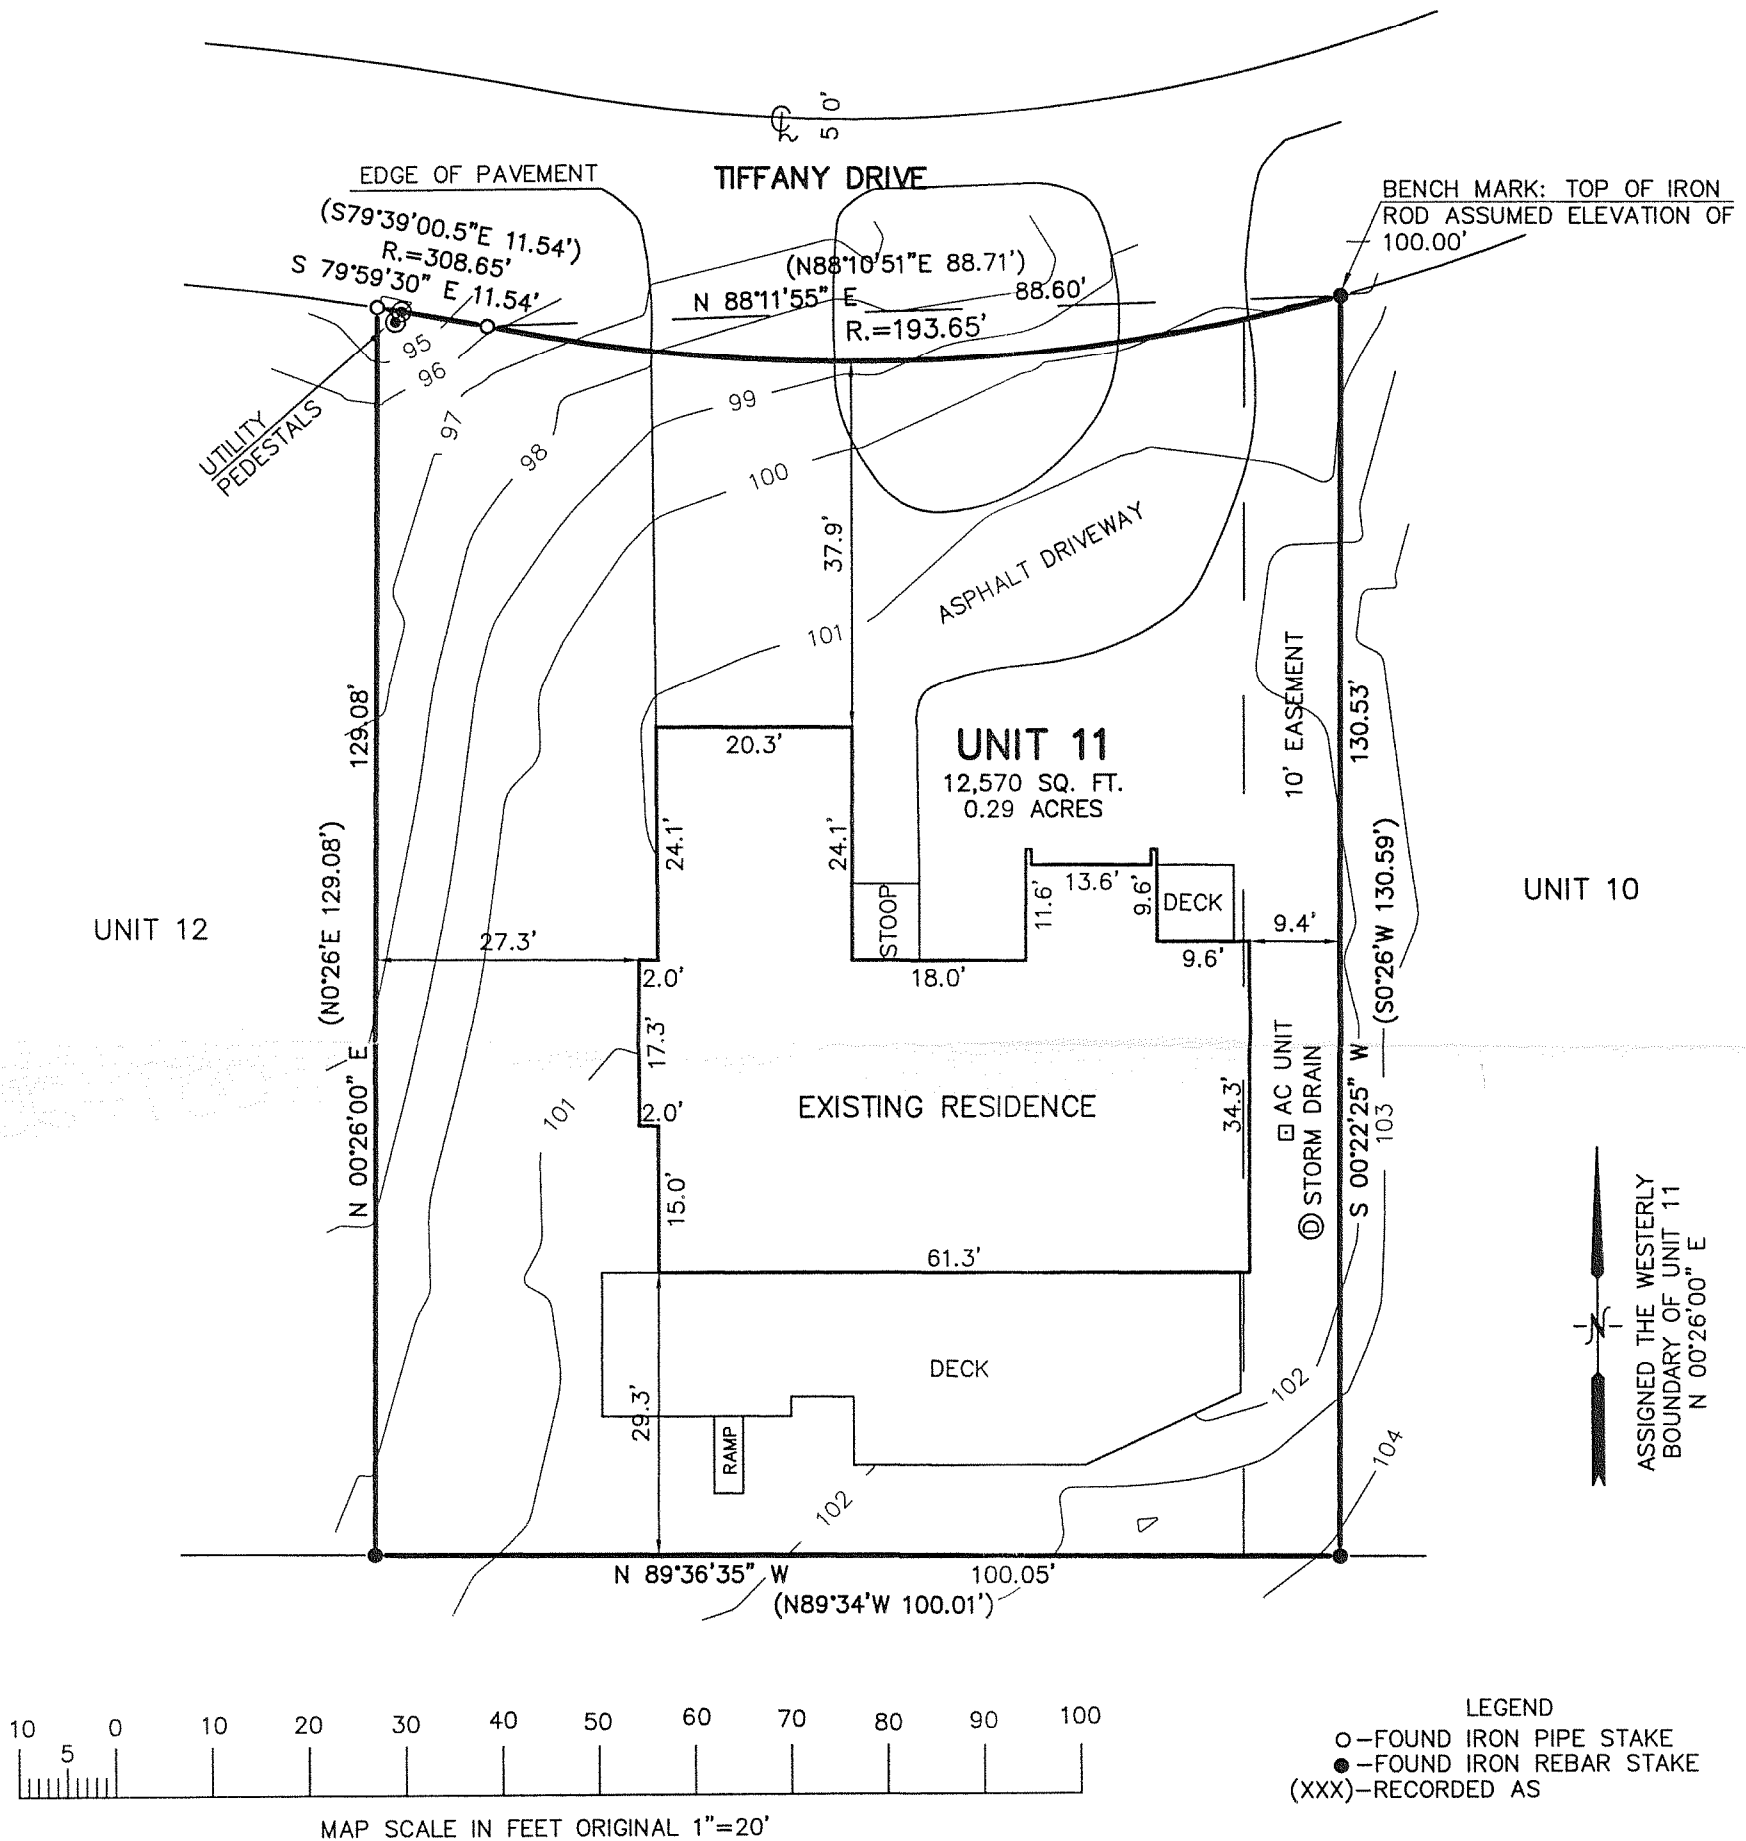 ℄
5 0'
EDGE OF PAVEMENT
TIFFANY DRIVE
BENCH MARK: TOP OF IRON
ROD ASSUMED ELEVATION OF
100.00'
(S79°39'00.5"E 11.54')
R.=308.65'
S 79°59'30" E 11.54'
(N88°10'51"E 88.71')
N 88°11'55" E 88.60'
R.=193.65'
95
96
97
98
99
100
101
UTILITY
PEDESTALS
37.9'
ASPHALT DRIVEWAY
10' EASEMENT
129.08'
(N0°26'E 129.08')
N 00°26'00" E
130.53'
(S0°26'W 130.59')
S 00°22'25" W
UNIT 11
12,570 SQ. FT.
0.29 ACRES
20.3'
24.1'
24.1'
STOOP
11.6'
13.6'
9.6'
DECK
9.4'
9.6'
UNIT 12
UNIT 10
27.3'
2.0'
18.0'
17.3'
2.0'
15.0'
EXISTING RESIDENCE
34.3'
AC UNIT
D STORM DRAIN
103
101
61.3'
DECK
29.3'
RAMP
102
102
104
N 89°36'35" W 100.05'
(N89°34'W 100.01')
N
ASSIGNED THE WESTERLY
BOUNDARY OF UNIT 11
N 00°26'00" E
10 0 10 20 30 40 50 60 70 80 90 100
5
MAP SCALE IN FEET ORIGINAL 1"=20'
LEGEND
O-FOUND IRON PIPE STAKE
●-FOUND IRON REBAR STAKE
(XXX)-RECORDED AS